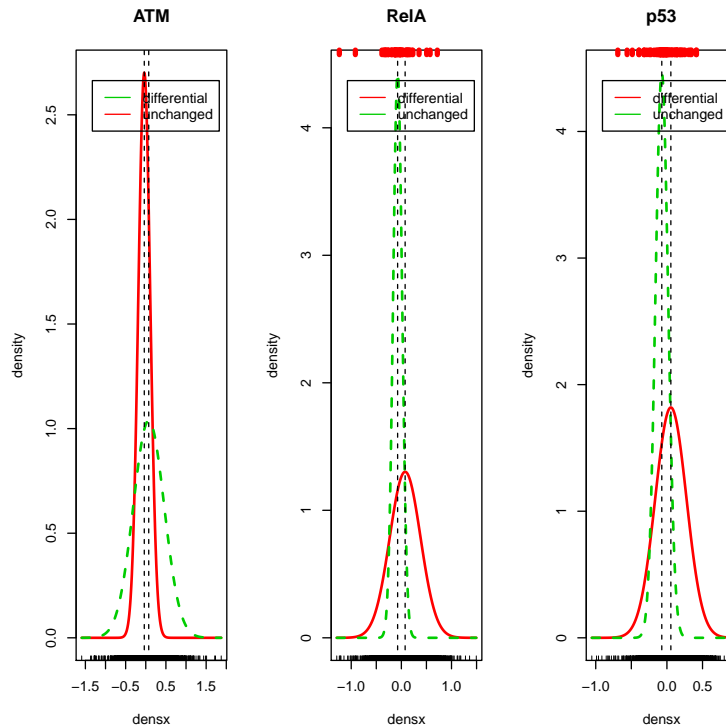 ATM
differential
unchanged
density
0.0
0.5
1.0
1.5
2.0
2.5
−1.5
−0.5
0.5
1.5
densx
RelA
differential
unchanged
density
0
1
2
3
4
−1.0
0.0
1.0
densx
p53
differential
unchanged
density
0
1
2
3
4
−1.0
0.0
0.5
densx